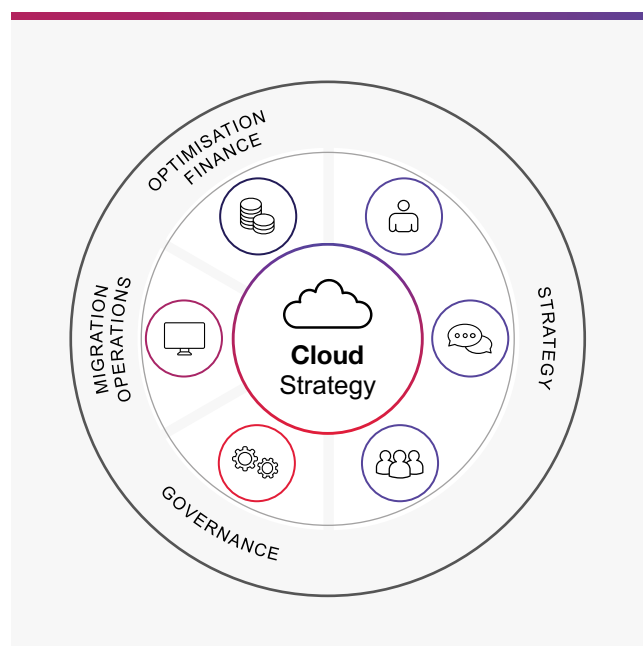 OPTIMISATION
FINANCE
MIGRATION
OPERATIONS
Cloud
Strategy
STRATEGY
GOVERNANCE